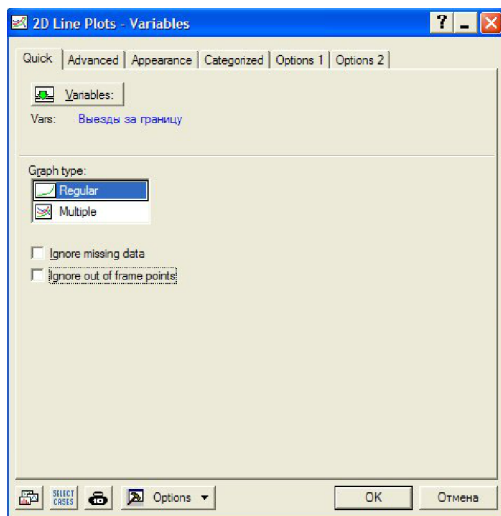 2D Line Plots - Variables
Quick Advanced Appearance Categorized Options 1 Options 2
Variables:
Vars: Выезды за границу
Graph type:
Regular
Multiple
Ignore missing data
Ignore out of frame points
SELECT CASES Options OK Отмена